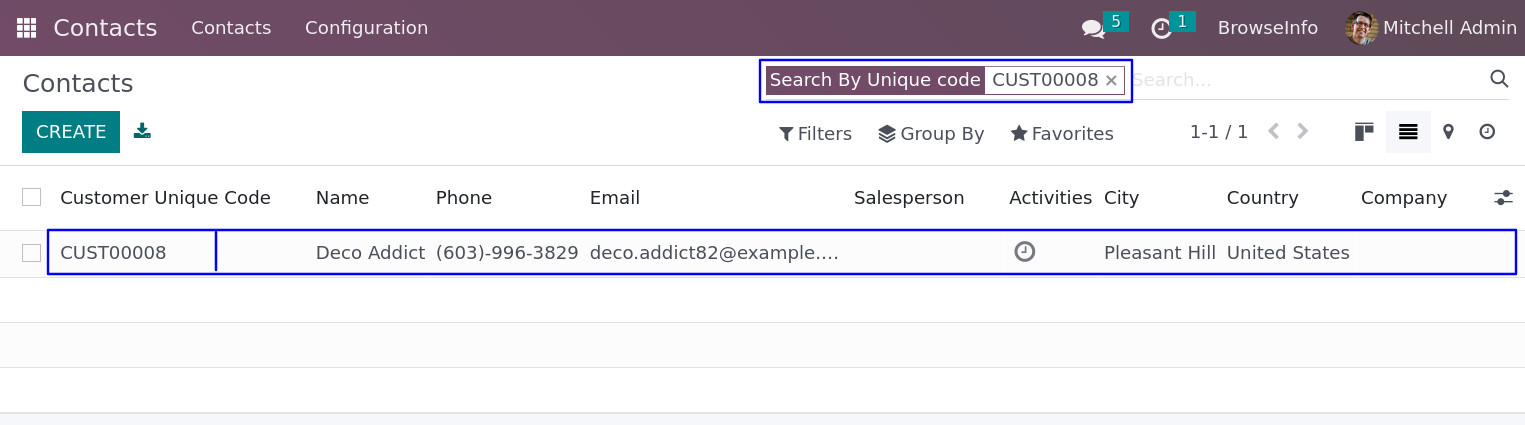 Contacts Contacts Configuration 5 1 BrowseInfo Mitchell Admin
Contacts Search By Unique code CUST00008 × Search...
CREATE Filters Group By Favorites 1-1 / 1
Customer Unique Code Name Phone Email Salesperson Activities City Country Company
CUST00008 Deco Addict (603)-996-3829 deco.addict82@example.... Pleasant Hill United States